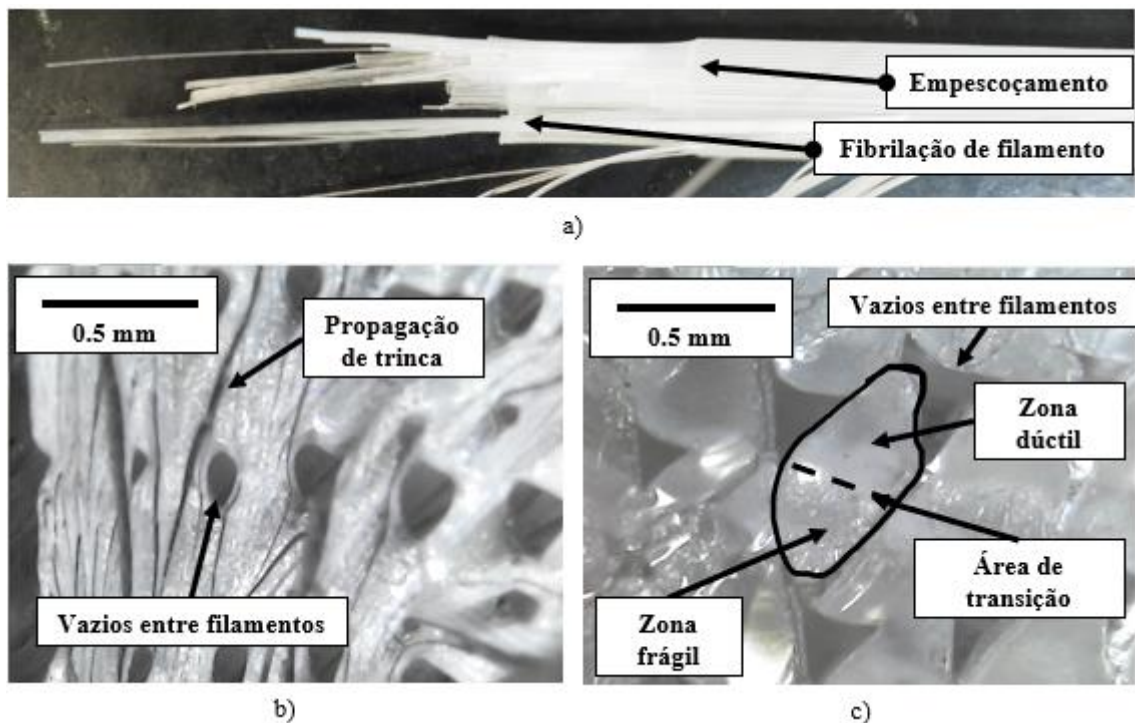 Empescoçamento
Fibrilação de filamento
a)
0.5 mm
Propagação
de trinca
Vazios entre filamentos
b)
0.5 mm
Vazios entre filamentos
Zona
dúctil
Área de
transição
Zona
frágil
c)